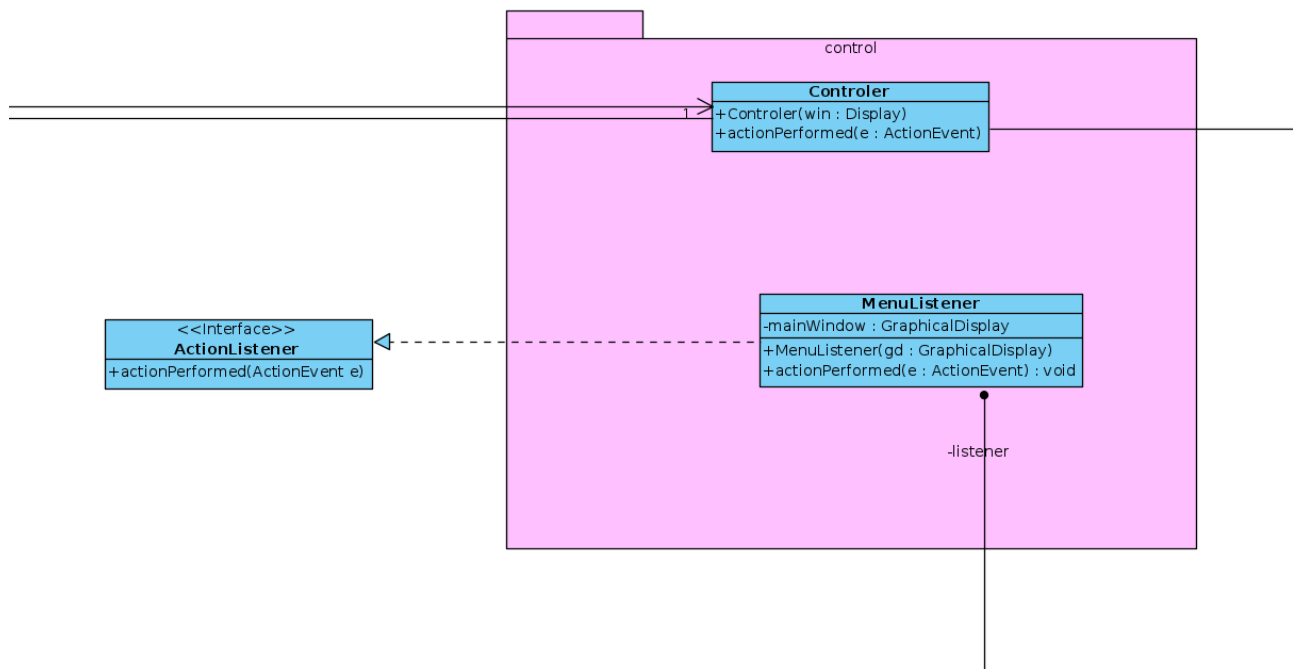 control
Controler
1
+Controler(win : Display)
+actionPerformed(e : ActionEvent)
MenuListener
-mainWindow : GraphicalDisplay
+MenuListener(gd : GraphicalDisplay)
+actionPerformed(e : ActionEvent) : void
<<Interface>>
ActionListener
+actionPerformed(ActionEvent e)
-listener